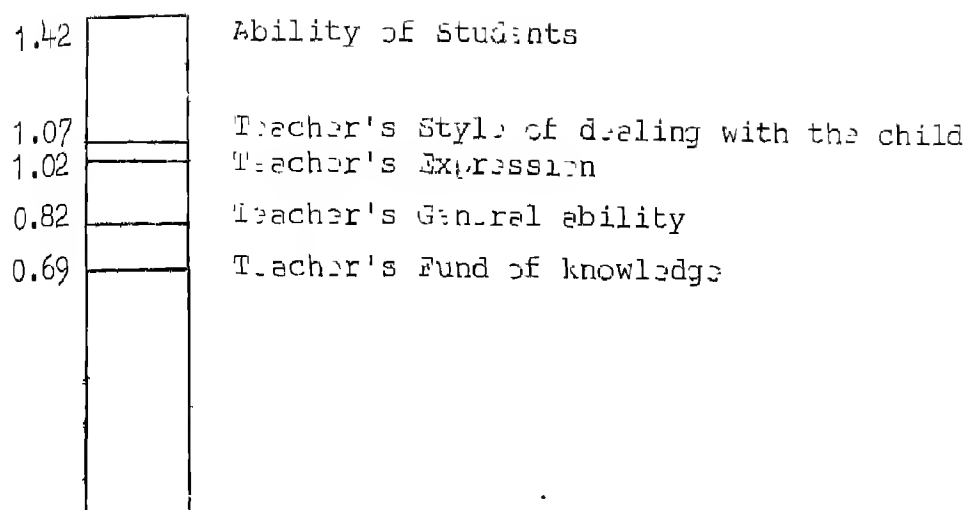 1.42 Ability of Students
1.07 Teacher's Style of dealing with the child
1.02 Teacher's Expression
0.82 Teacher's General ability
0.69 Teacher's Fund of knowledge